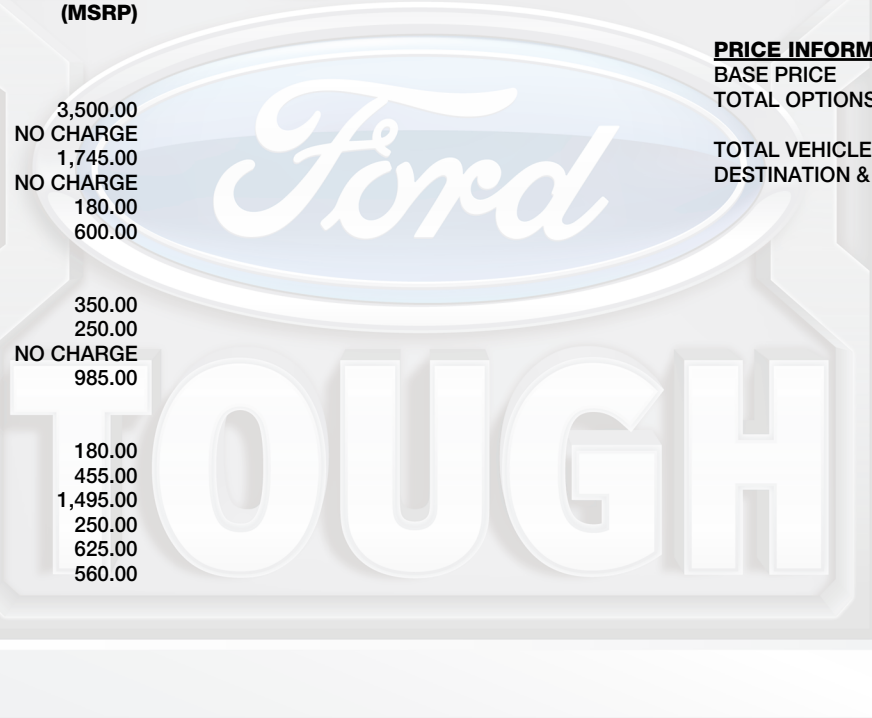 (MSRP)
3,500.00
NO CHARGE
1,745.00
NO CHARGE
180.00
600.00
350.00
250.00
NO CHARGE
985.00
180.00
455.00
1,495.00
250.00
625.00
560.00
PRICE INFORM
BASE PRICE
TOTAL OPTIONS
TOTAL VEHICLE
DESTINATION &
Ford
TOUGH